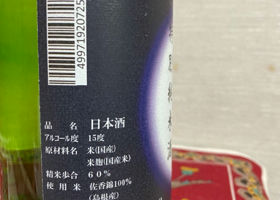 4991920725
品名 日本酒
アルコール度 15度
原材料名 米(国産)
米麹(国産米)
精米歩合 60%
使用米 佐香錦100%
(島根産)